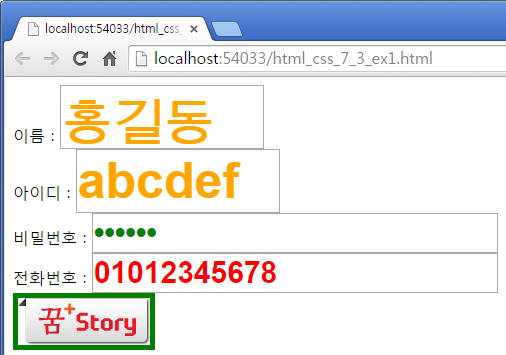 localhost:54033/html_css_7_3
localhost:54033/html_css_7_3_ex1.html
이름 : 홍길동
아이디 : abcdef
비밀번호 : ••••••
전화번호 : 01012345678
꿈+Story